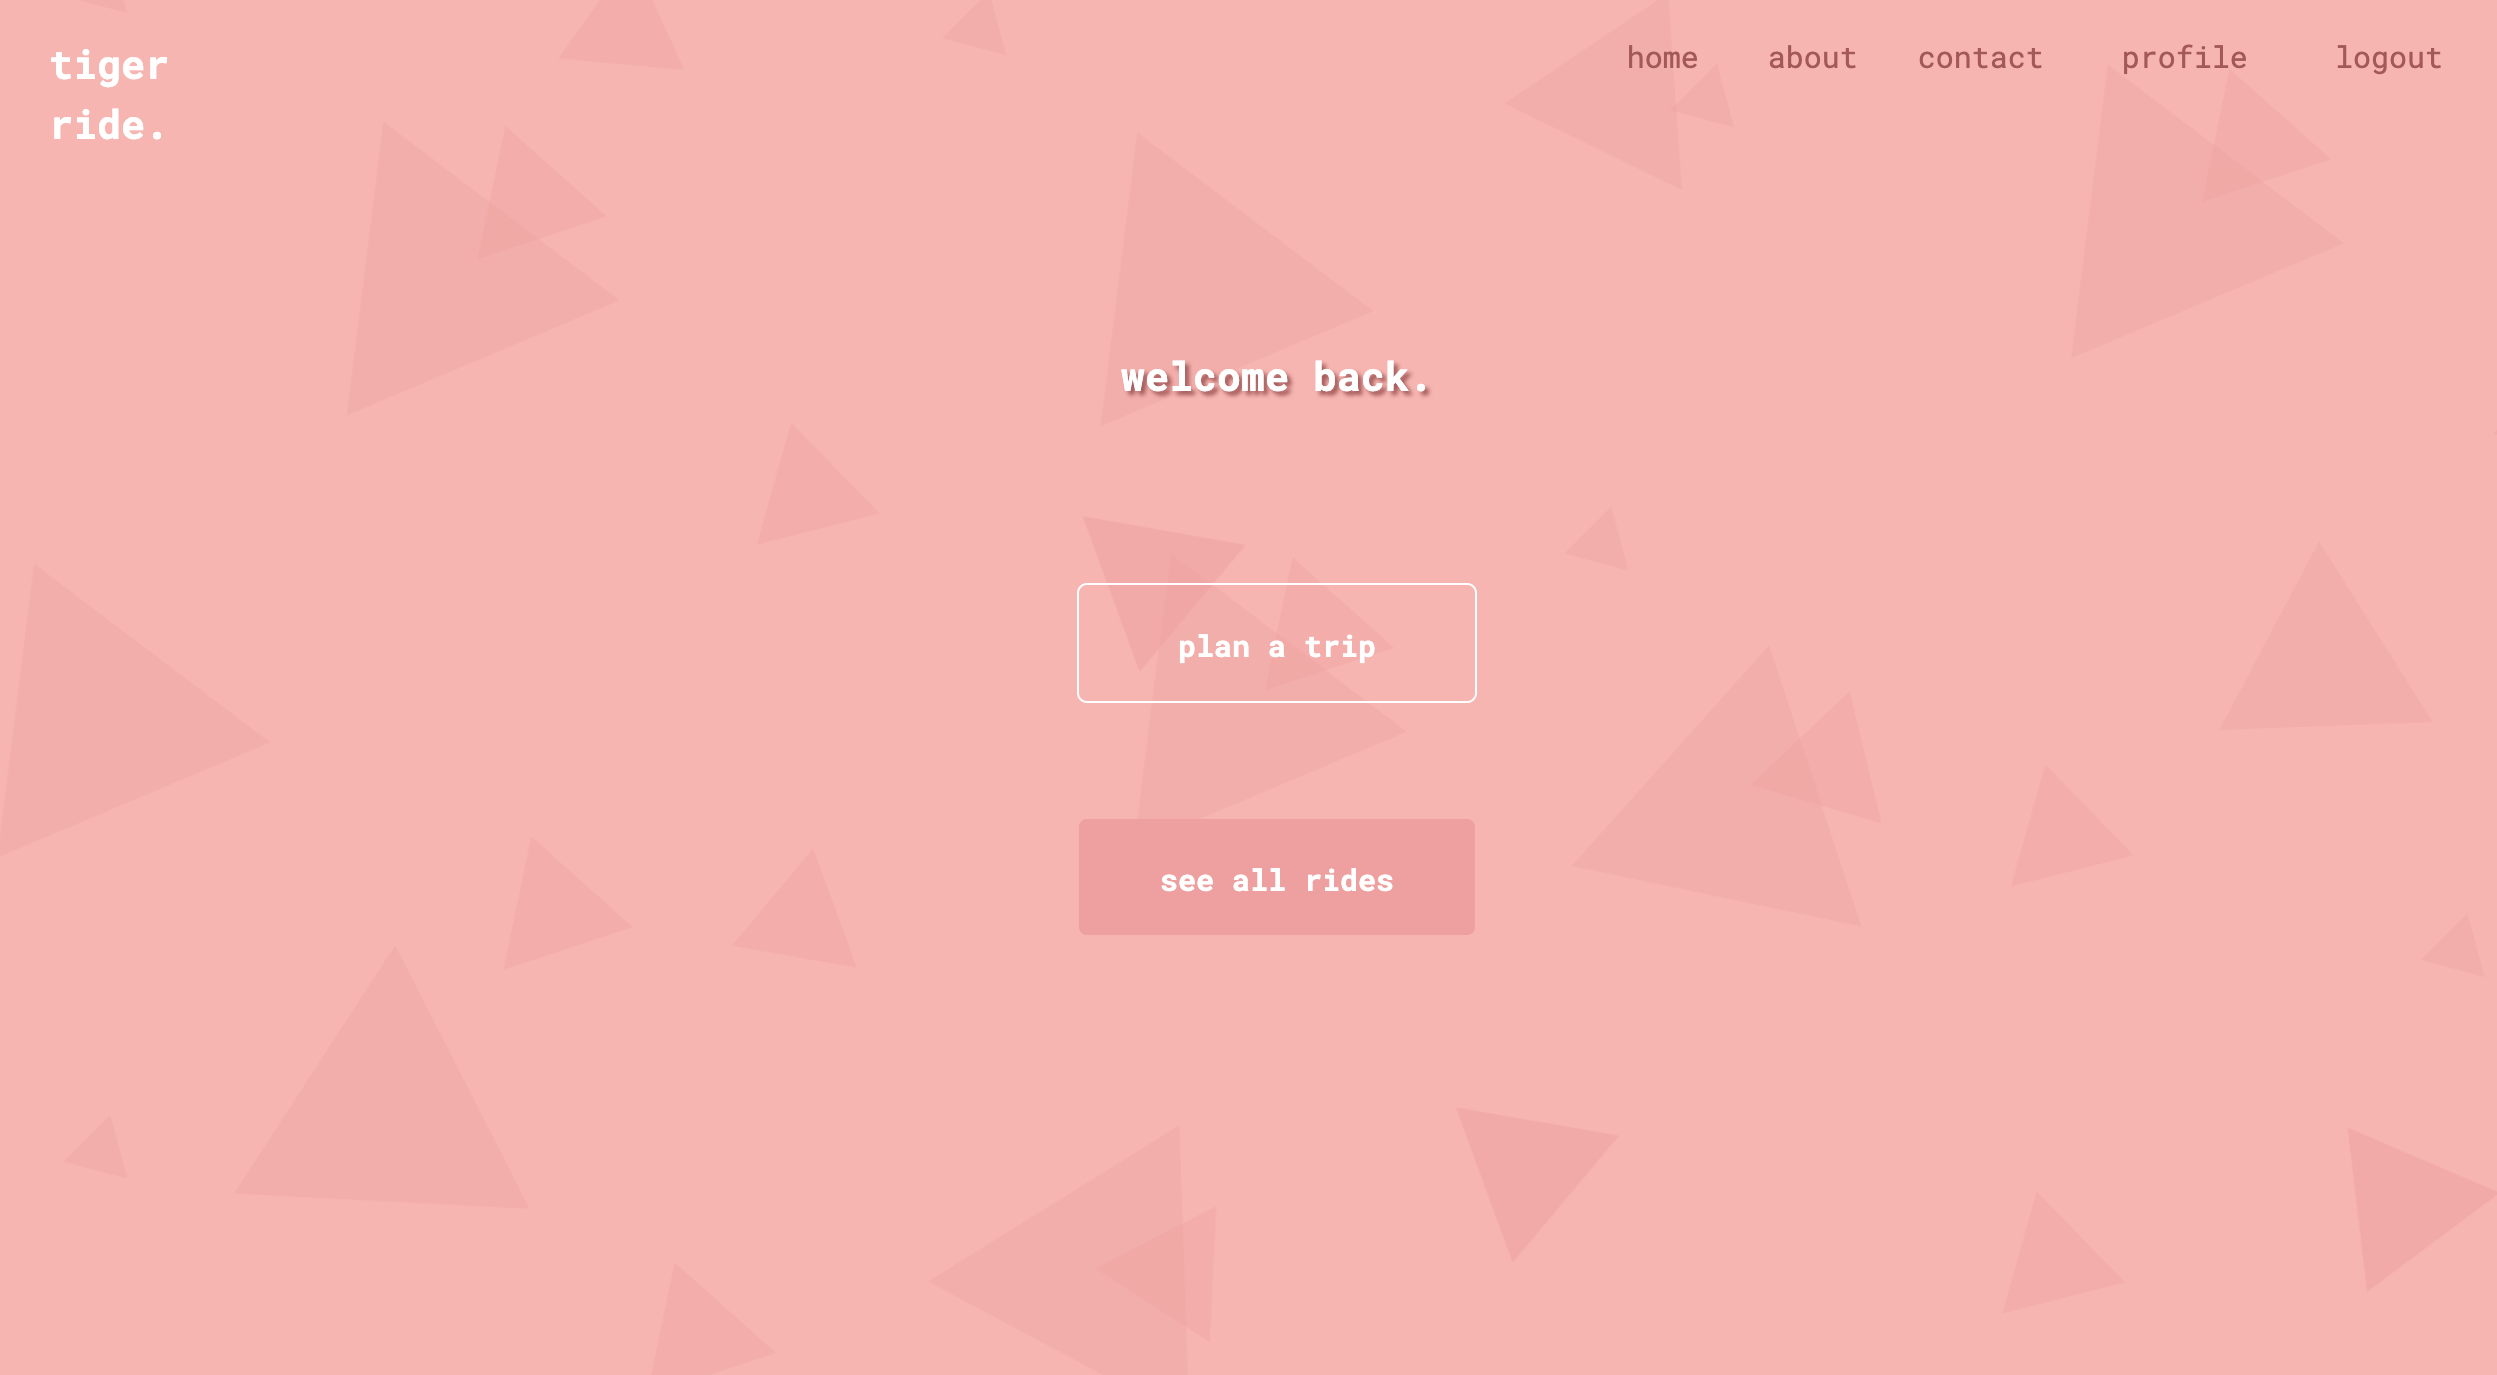 tiger
ride.
home about contact profile logout
welcome back.
plan a trip
see all rides